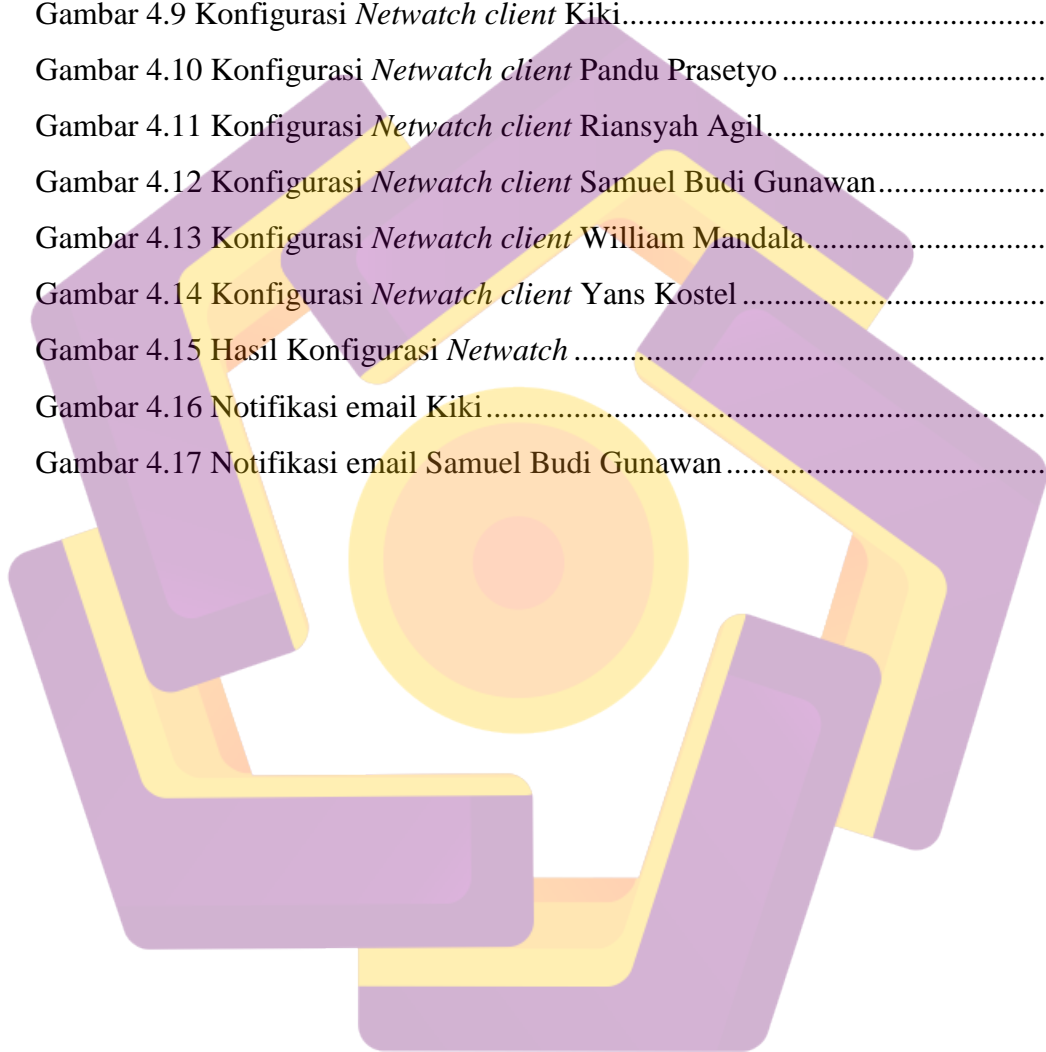 Gambar 4.9 Konfigurasi Netwatch client Kiki.....................................................
Gambar 4.10 Konfigurasi Netwatch client Pandu Prasetyo.................................
Gambar 4.11 Konfigurasi Netwatch client Riansyah Agil...................................
Gambar 4.12 Konfigurasi Netwatch client Samuel Budi Gunawan.....................
Gambar 4.13 Konfigurasi Netwatch client William Mandala..............................
Gambar 4.14 Konfigurasi Netwatch client Yans Kostel......................................
Gambar 4.15 Hasil Konfigurasi Netwatch...........................................................
Gambar 4.16 Notifikasi email Kiki......................................................................
Gambar 4.17 Notifikasi email Samuel Budi Gunawan........................................